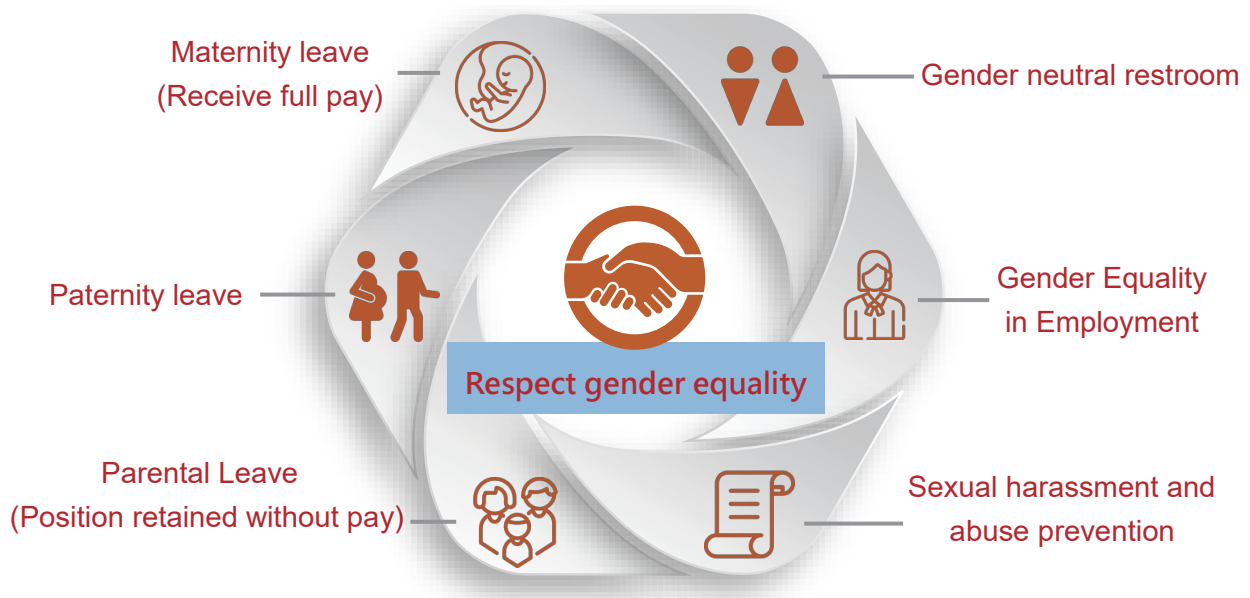 Maternity leave
(Receive full pay)
Gender neutral restroom
Paternity leave
Gender Equality
in Employment
Respect gender equality
Parental Leave
(Position retained without pay)
Sexual harassment and
abuse prevention